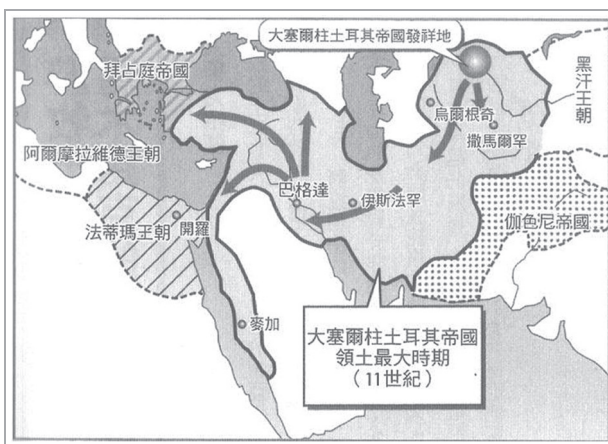 大塞爾柱土耳其帝國發祥地
拜占庭帝國
黑汗王朝
烏爾根奇
撒馬爾罕
阿爾摩拉維德王朝
巴格達
伊斯法罕
伽色尼帝國
法蒂瑪王朝
開羅
麥加
大塞爾柱土耳其帝國
領土最大時期
（11世紀）